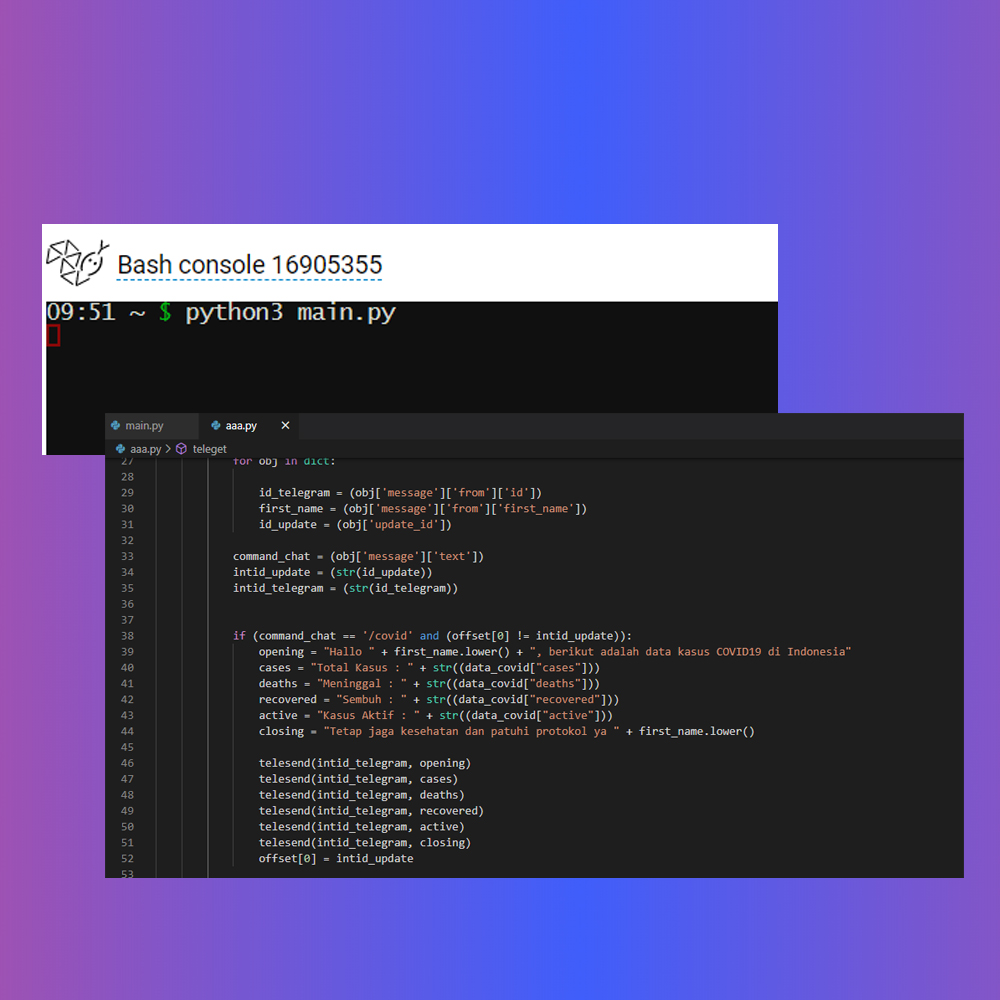 Bash console 16905355
09:51 ~ $ python3 main.py
main.py aaa.py ✕
aaa.py > teleget
27 for obj in dict:
28
29 id_telegram = (obj['message']['from']['id'])
30 first_name = (obj['message']['from']['first_name'])
31 id_update = (obj['update_id'])
32
33 command_chat = (obj['message']['text'])
34 intid_update = (str(id_update))
35 intid_telegram = (str(id_telegram))
36
37
38 if (command_chat == '/covid' and (offset[0] != intid_update)):
39 opening = "Hallo " + first_name.lower() + ", berikut adalah data kasus COVID19 di Indonesia"
40 cases = "Total Kasus : " + str((data_covid["cases"]))
41 deaths = "Meninggal : " + str((data_covid["deaths"]))
42 recovered = "Sembuh : " + str((data_covid["recovered"]))
43 active = "Kasus Aktif : " + str((data_covid["active"]))
44 closing = "Tetap jaga kesehatan dan patuhi protokol ya " + first_name.lower()
45
46 telesend(intid_telegram, opening)
47 telesend(intid_telegram, cases)
48 telesend(intid_telegram, deaths)
49 telesend(intid_telegram, recovered)
50 telesend(intid_telegram, active)
51 telesend(intid_telegram, closing)
52 offset[0] = intid_update
53